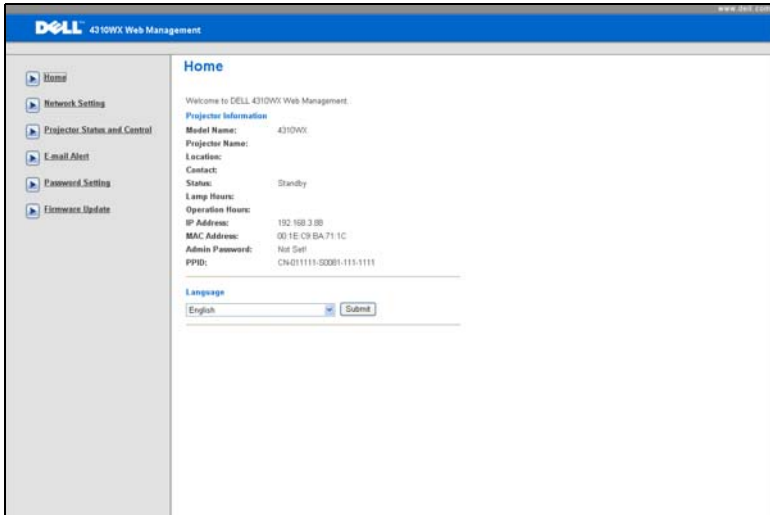 www.dell.com
DELL™ 4310WX Web Management
Home
Network Setting
Projector Status and Control
E-mail Alert
Password Setting
Firmware Update
Home
Welcome to DELL 4310WX Web Management.
Projector Information
Model Name: 4310WX
Projector Name:
Location:
Contact:
Status: Standby
Lamp Hours:
Operation Hours:
IP Address: 192.168.3.88
MAC Address: 00:1E:C9:BA:71:1C
Admin Password: Not Set!
PPID: CN-011111-S0081-111-1111
Language
English Submit